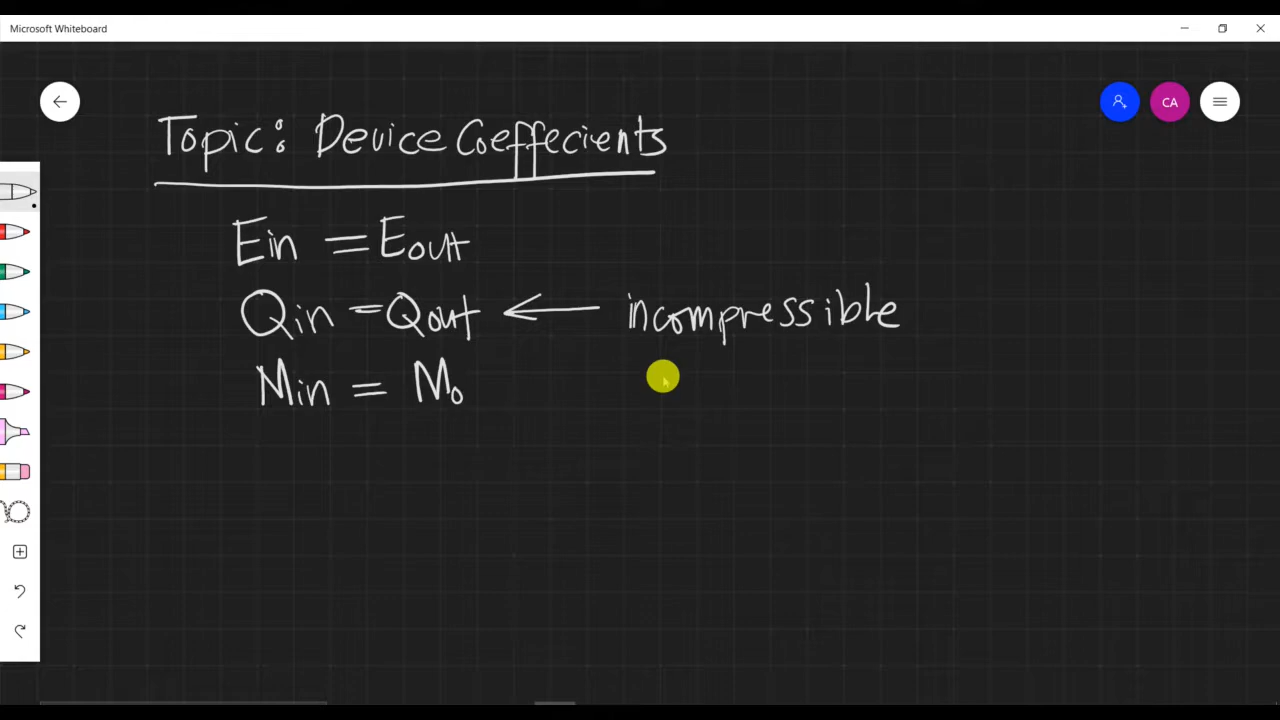 Microsoft Whiteboard
CA
Topic: Device Coeffecients
Ein = Eout
Qin = Qout ← incompressible
Min = Mo